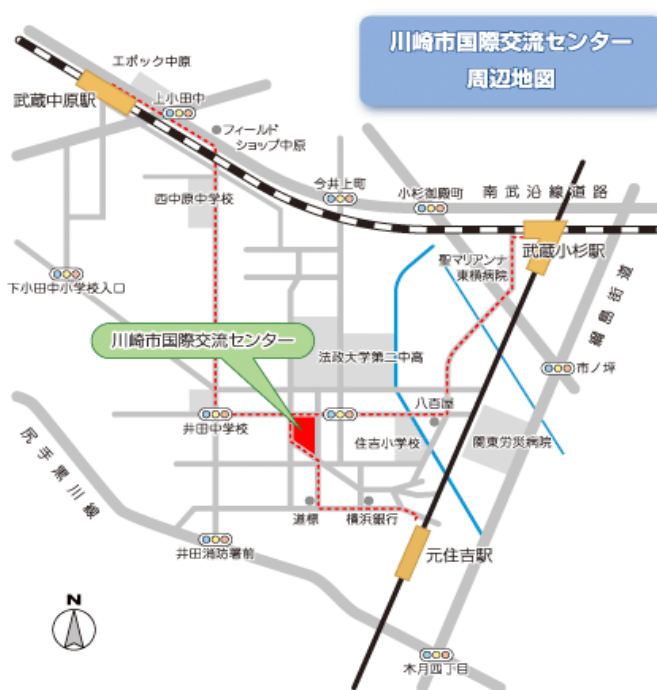 川崎市国際交流センター
周辺地図
エポック中原
武蔵中原駅
上小田中
フィールド
ショップ中原
今井上町
小杉御殿町
南武沿線道路
西中原中学校
武蔵小杉駅
聖マリアンナ
東横病院
下小田中小学校入口
綱島街道
川崎市国際交流センター
法政大学第二中高
市ノ坪
八百屋
井田中学校
住吉小学校
関東労災病院
尻手黒川線
道標
横浜銀行
井田消防署前
元住吉駅
N
木月四丁目